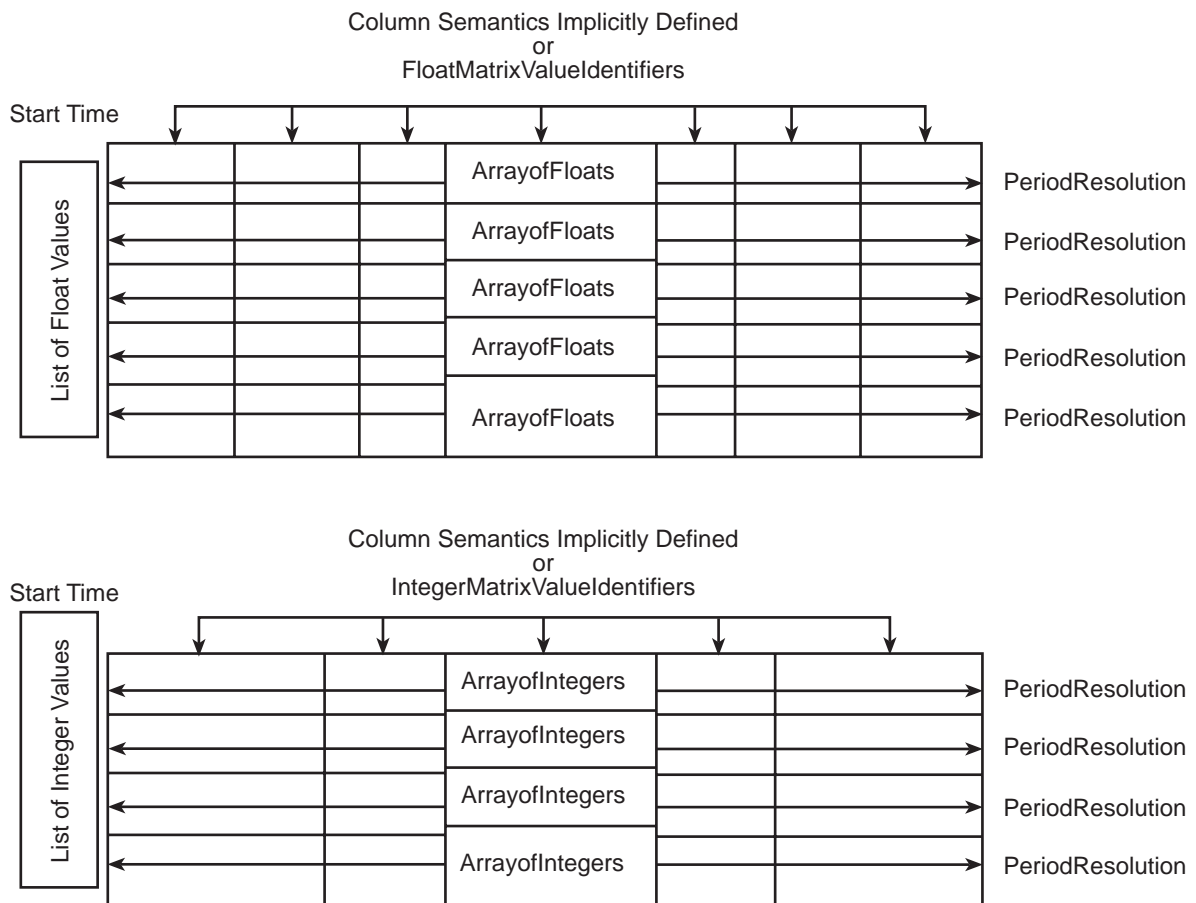 Column Semantics Implicitly Defined
or
FloatMatrixValueIdentifiers
Start Time
List of Float Values
ArrayofFloats
PeriodResolution
ArrayofFloats
PeriodResolution
ArrayofFloats
PeriodResolution
ArrayofFloats
PeriodResolution
ArrayofFloats
PeriodResolution
Column Semantics Implicitly Defined
or
IntegerMatrixValueIdentifiers
Start Time
List of Integer Values
ArrayofIntegers
PeriodResolution
ArrayofIntegers
PeriodResolution
ArrayofIntegers
PeriodResolution
ArrayofIntegers
PeriodResolution